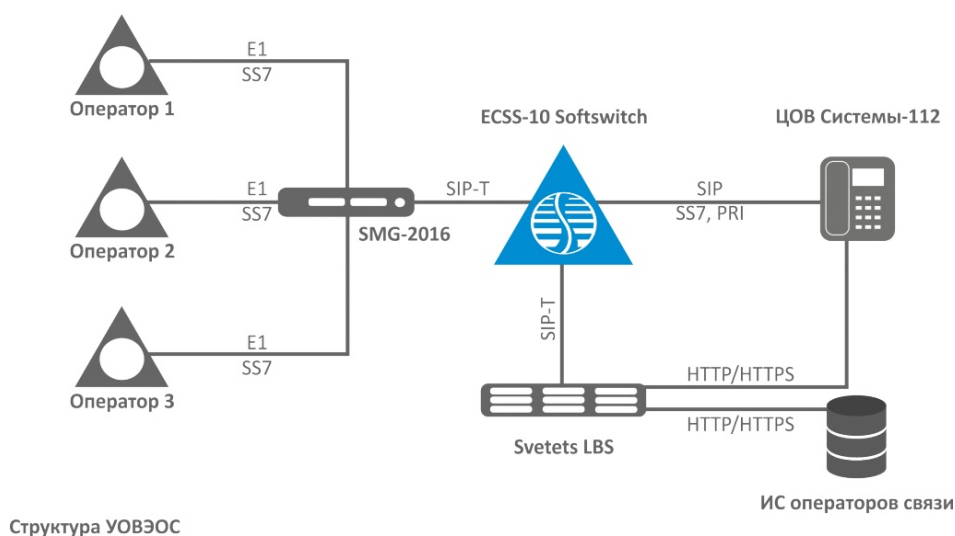 E1
SS7
Оператор 1
ECSS-10 Softswitch
ЦОВ Системы-112
E1
SS7
Оператор 2
SMG-2016
SIP-T
SIP
SS7, PRI
SIP-T
E1
SS7
Оператор 3
HTTP/HTTPS
HTTP/HTTPS
Svetets LBS
ИС операторов связи
Структура УОВЭОС